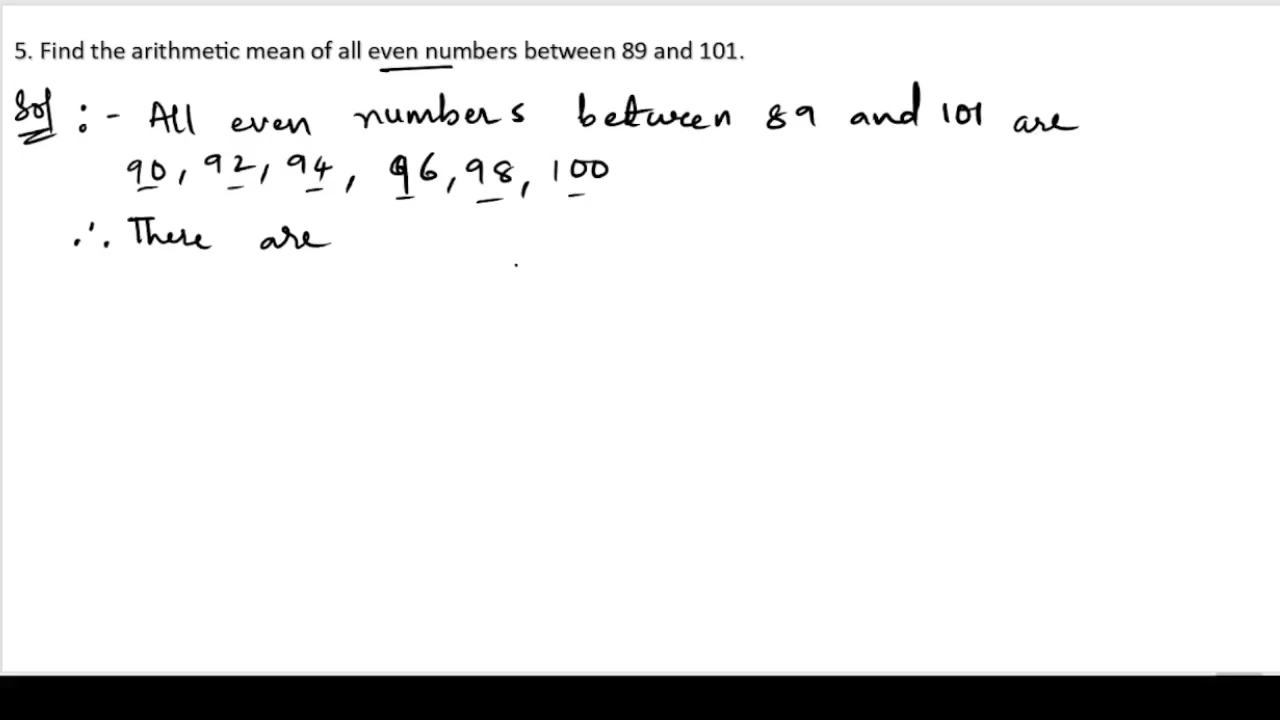 5. Find the arithmetic mean of all even numbers between 89 and 101.
Sol :- All even numbers between 89 and 101 are
90, 92, 94, 96, 98, 100
∴ There are